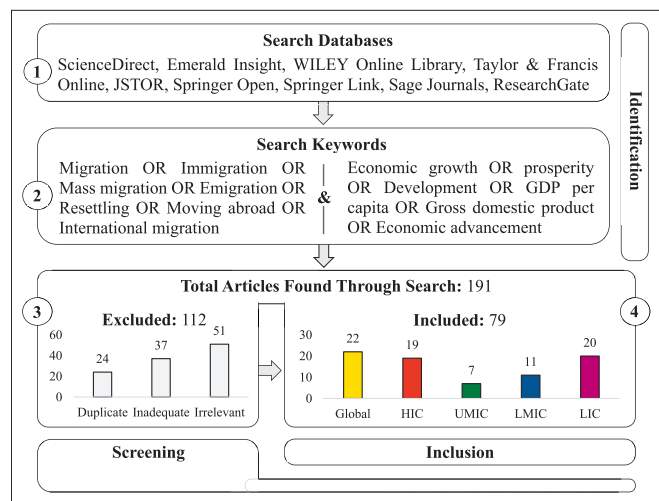 Search Databases
1
ScienceDirect, Emerald Insight, WILEY Online Library, Taylor & Francis
Online, JSTOR, Springer Open, Springer Link, Sage Journals, ResearchGate
Identification
Search Keywords
2
Migration OR Immigration OR
Mass migration OR Emigration OR
Resettling OR Moving abroad OR
International migration
&
Economic growth OR prosperity
OR Development OR GDP per
capita OR Gross domestic product
OR Economic advancement
Total Articles Found Through Search: 191
3
Excluded: 112
60
40
20
0
24
37
51
Duplicate Inadequate Irrelevant
4
Included: 79
30
20
10
0
22
19
7
11
20
Global HIC UMIC LMIC LIC
Screening
Inclusion